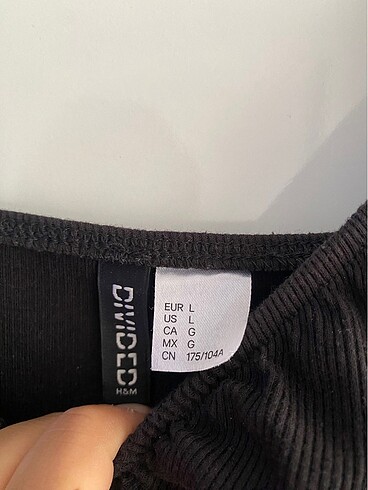 DIVIDED
H&M
EUR L
US L
CA G
MX G
CN 175/104A